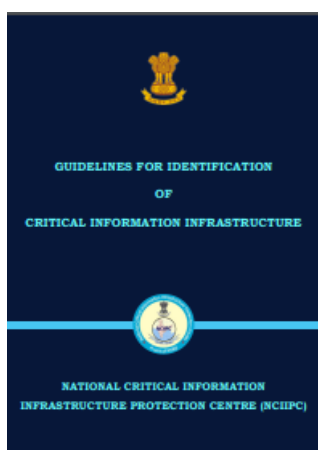 GUIDELINES FOR IDENTIFICATION
OF
CRITICAL INFORMATION INFRASTRUCTURE
NATIONAL CRITICAL INFORMATION
INFRASTRUCTURE PROTECTION CENTRE (NCIIPC)